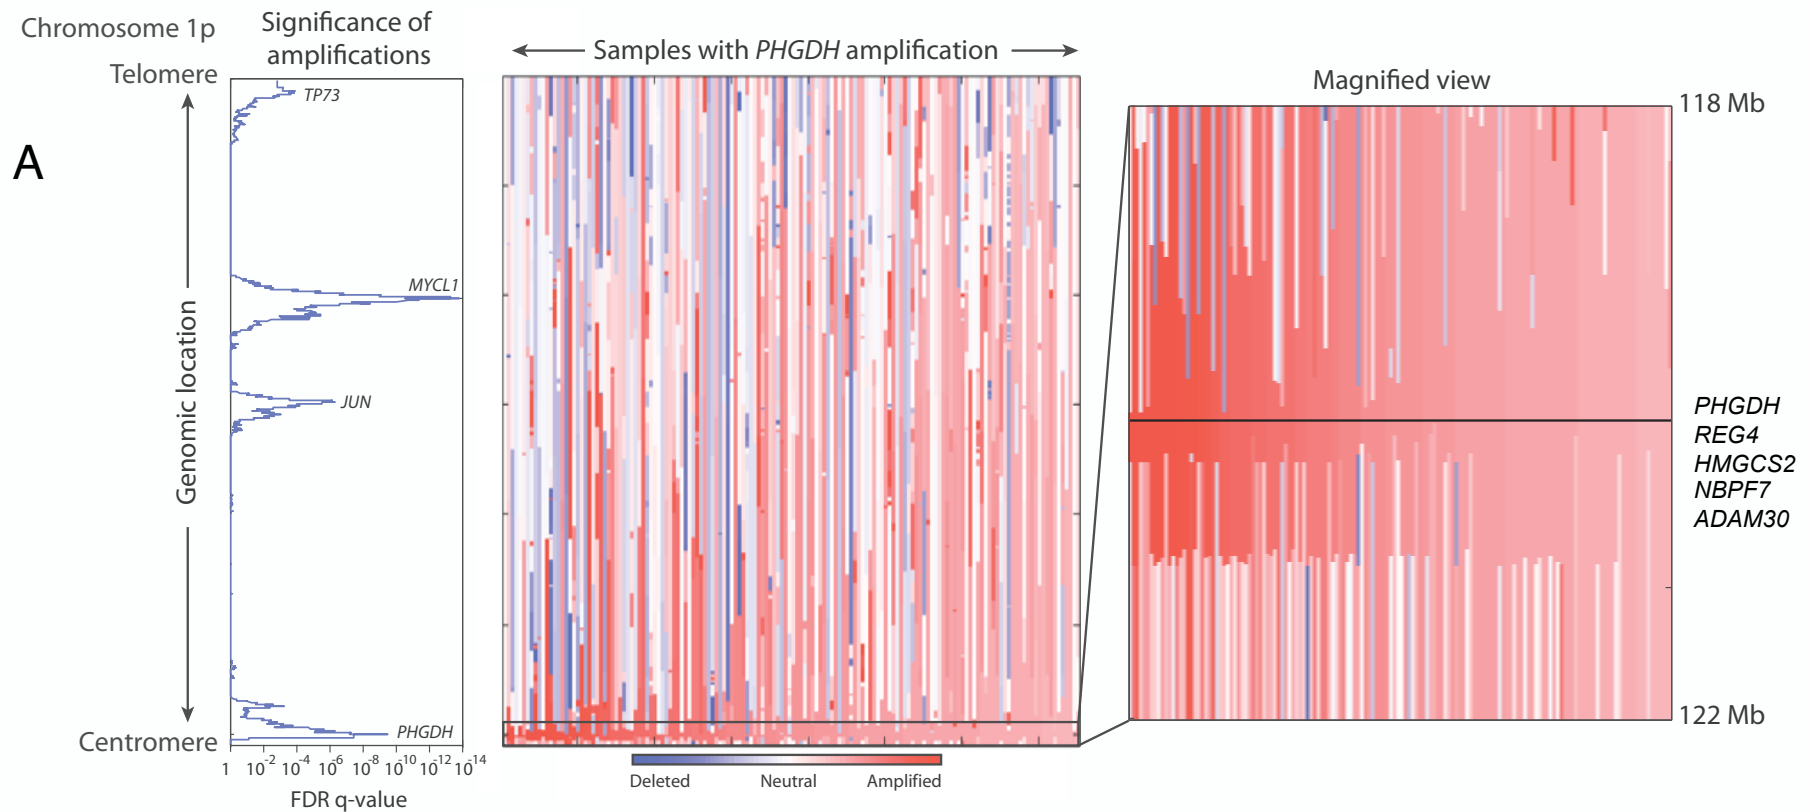 A
Chromosome 1p
Significance of
amplifications
Telomere
Genomic location
Centromere
TP73
MYCL1
JUN
PHGDH
1 10-2 10-4 10-6 10-8 10-10 10-12 10-14
FDR q-value
Samples with PHGDH amplification
Deleted Neutral Amplified
Magnified view
118 Mb
PHGDH
REG4
HMGCS2
NBPF7
ADAM30
122 Mb